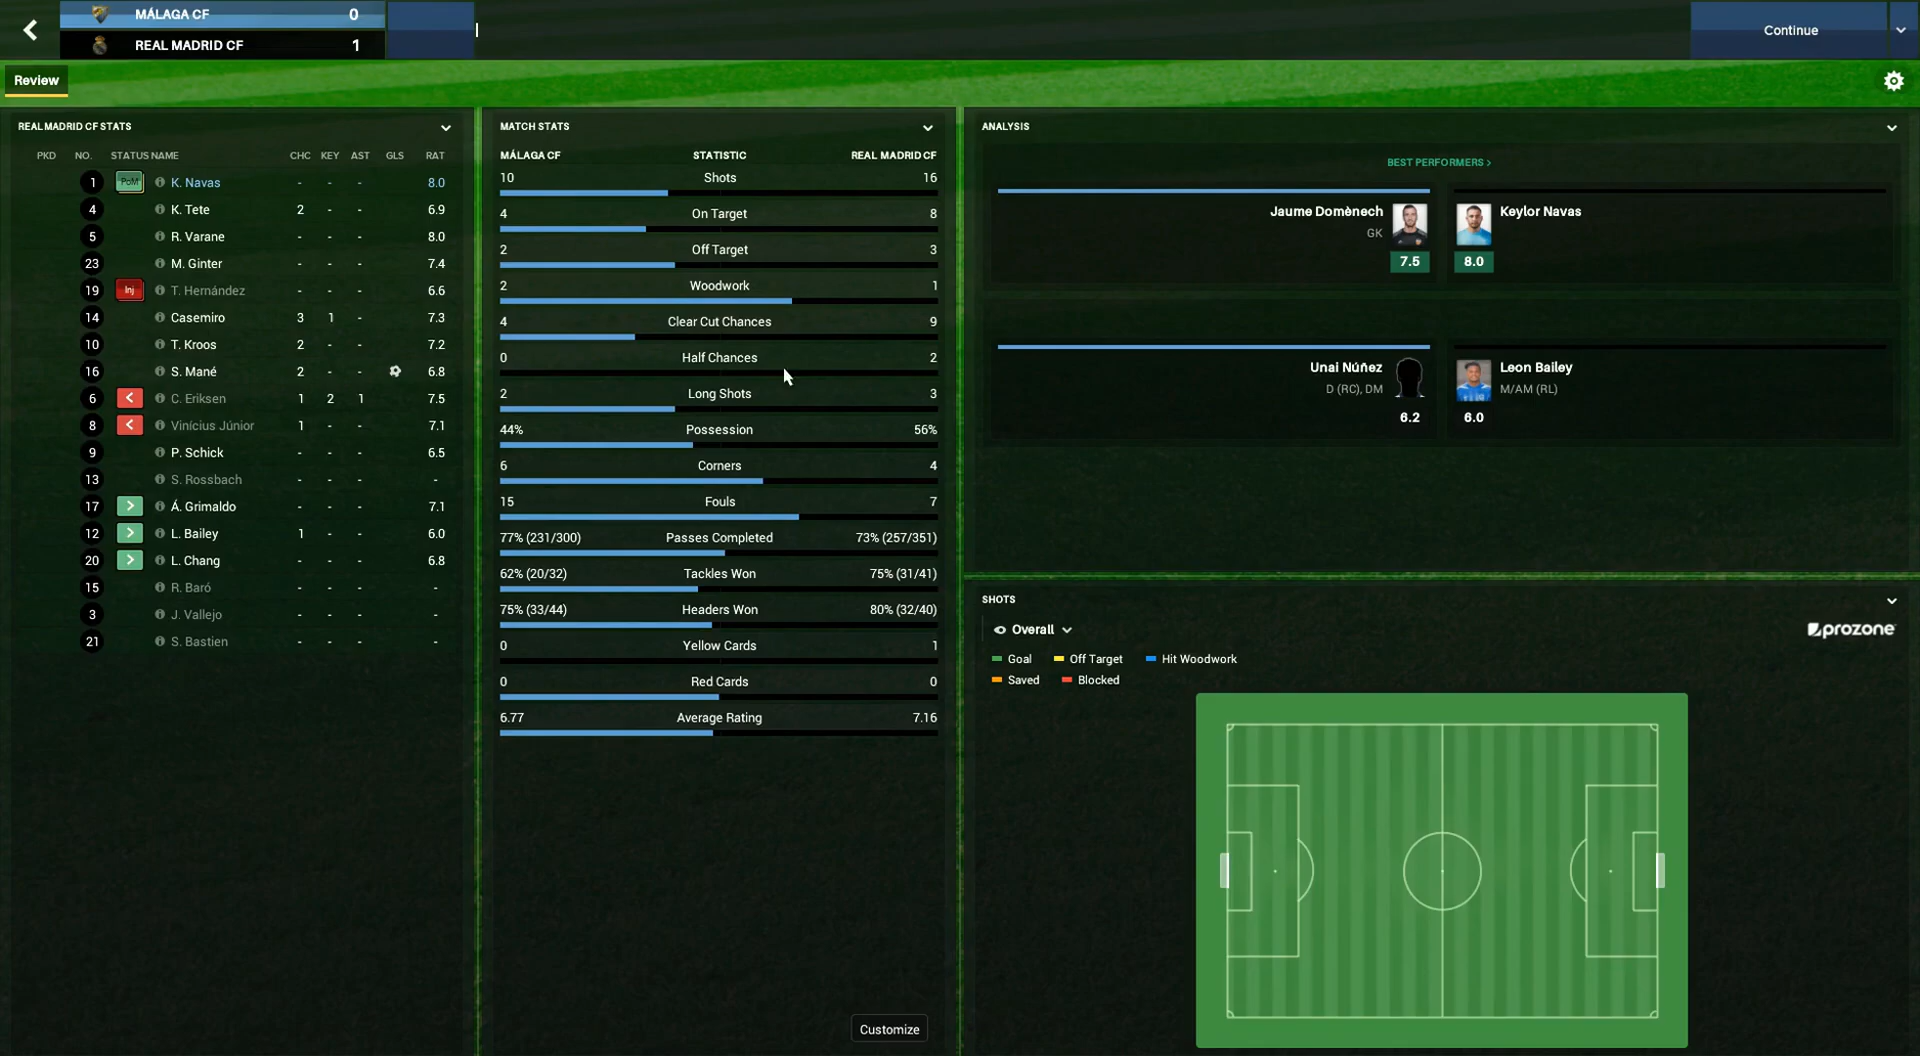 MÁLAGA CF 0
REAL MADRID CF 1
Continue
Review
REAL MADRID CF STATS
PKD NO. STATUS NAME CHC KEY AST GLS RAT
1 PoM K. Navas - - - 8.0
4 K. Tete 2 - - 6.9
5 R. Varane - - - 8.0
23 M. Ginter - - - 7.4
19 Inj T. Hernández - - - 6.6
14 Casemiro 3 1 - 7.3
10 T. Kroos 2 - - 7.2
16 S. Mané 2 - - 6.8
6 C. Eriksen 1 2 1 7.5
8 Vinícius Júnior 1 - - 7.1
9 P. Schick - - - 6.5
13 S. Rossbach - - - -
17 Á. Grimaldo - - - 7.1
12 L. Bailey 1 - - 6.0
20 L. Chang - - - 6.8
15 R. Baró - - - -
3 J. Vallejo - - - -
21 S. Bastien - - - -
MATCH STATS
MÁLAGA CF STATISTIC REAL MADRID CF
10 Shots 16
4 On Target 8
2 Off Target 3
2 Woodwork 1
4 Clear Cut Chances 9
0 Half Chances 2
2 Long Shots 3
44% Possession 56%
6 Corners 4
15 Fouls 7
77% (231/300) Passes Completed 73% (257/351)
62% (20/32) Tackles Won 75% (31/41)
75% (33/44) Headers Won 80% (32/40)
0 Yellow Cards 1
0 Red Cards 0
6.77 Average Rating 7.16
Customize
ANALYSIS
BEST PERFORMERS >
Jaume Domènech
GK
7.5
Keylor Navas
8.0
Unai Núñez
D (RC), DM
6.2
Leon Bailey
M/AM (RL)
6.0
SHOTS
Overall
prozone
Goal Off Target Hit Woodwork
Saved Blocked